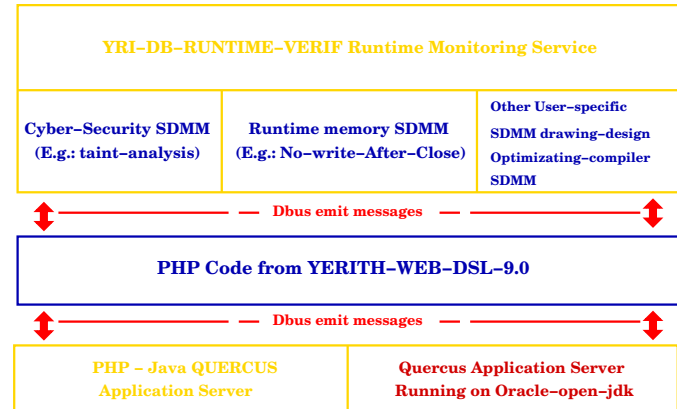 YRI–DB–RUNTIME–VERIF Runtime Monitoring Service
Cyber–Security SDMM
(E.g.: taint–analysis)
Runtime memory SDMM
(E.g.: No–write–After–Close)
Other User–specific
SDMM drawing–design
Optimizating–compiler
SDMM
Dbus emit messages
PHP Code from YERITH–WEB–DSL–9.0
Dbus emit messages
PHP – Java QUERCUS
Application Server
Quercus Application Server
Running on Oracle–open–jdk